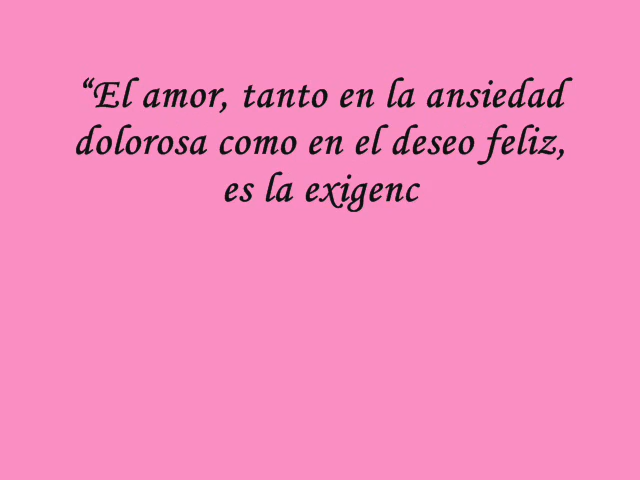 “El amor, tanto en la ansiedad
dolorosa como en el deseo feliz,
es la exigenc